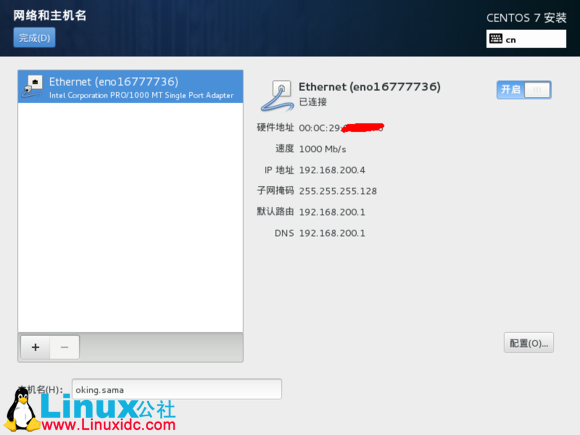 网络和主机名
CENTOS 7 安装
完成(D)
cn
Ethernet (eno16777736)
Intel Corporation PRO/1000 MT Single Port Adapter
Ethernet (eno16777736)
已连接
开启
硬件地址 00:0C:29:
速度 1000 Mb/s
IP 地址 192.168.200.4
子网掩码 255.255.255.128
默认路由 192.168.200.1
DNS 192.168.200.1
+ −
配置(O)...
机名(H): oking.sama
Linux公社
www.Linuxidc.com